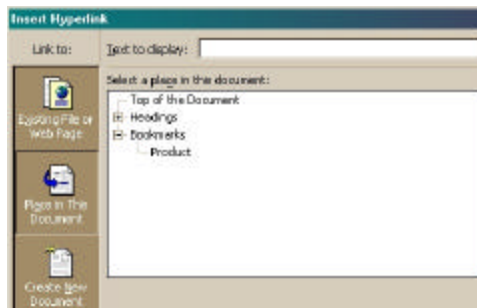 Insert Hyperlink
Link to:
Text to display:
Select a place in this document:
Existing File or
Web Page
Top of the Document
Headings
Bookmarks
Product
Place in This
Document
Create New
Document